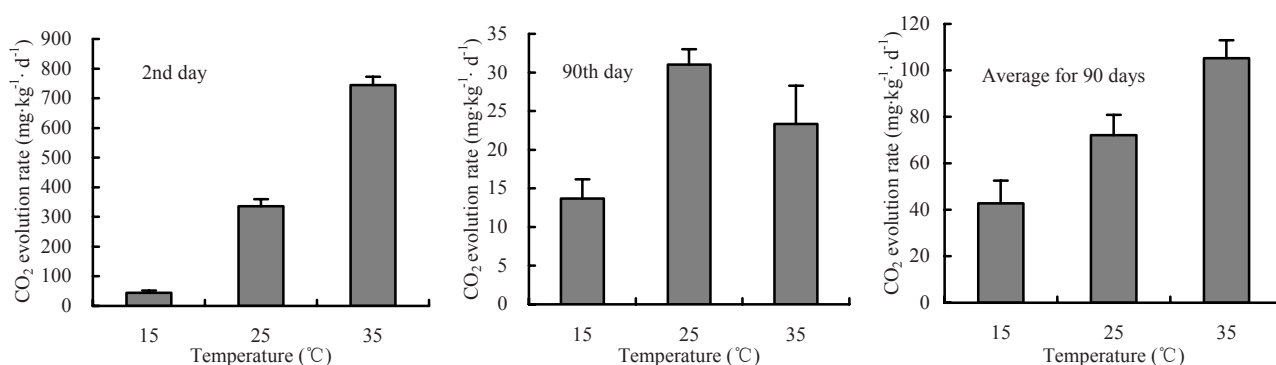 CO₂ evolution rate (mg·kg⁻¹· d⁻¹)
900
800
700
600
500
400
300
200
100
0
2nd day
15 25 35
Temperature (℃)
CO₂ evolution rate (mg·kg⁻¹· d⁻¹)
35
30
25
20
15
10
5
0
90th day
15 25 35
Temperature (℃)
CO₂ evolution rate (mg·kg⁻¹· d⁻¹)
120
100
80
60
40
20
0
Average for 90 days
15 25 35
Temperature (℃)